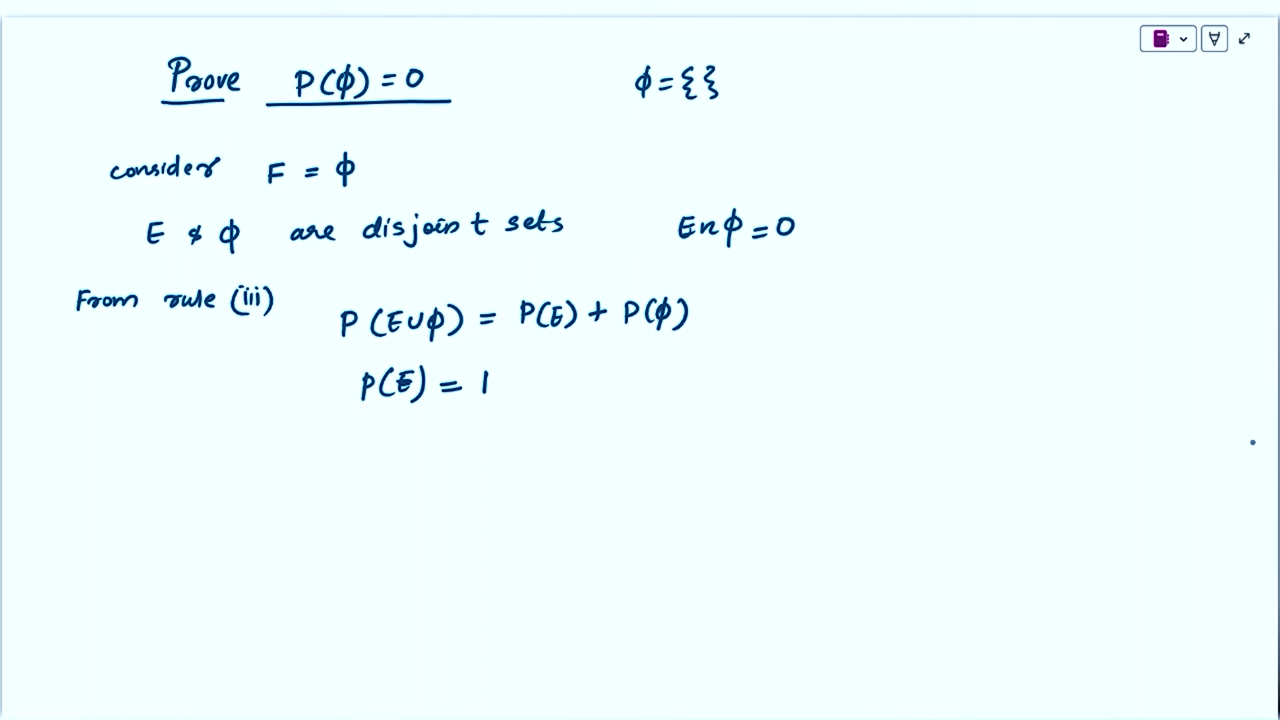 Prove P(ϕ) = 0 ϕ = { }
consider F = ϕ
E & ϕ are disjoint sets E∩ϕ = 0
From rule (iii) P(E∪ϕ) = P(E) + P(ϕ)
P(E) = 1